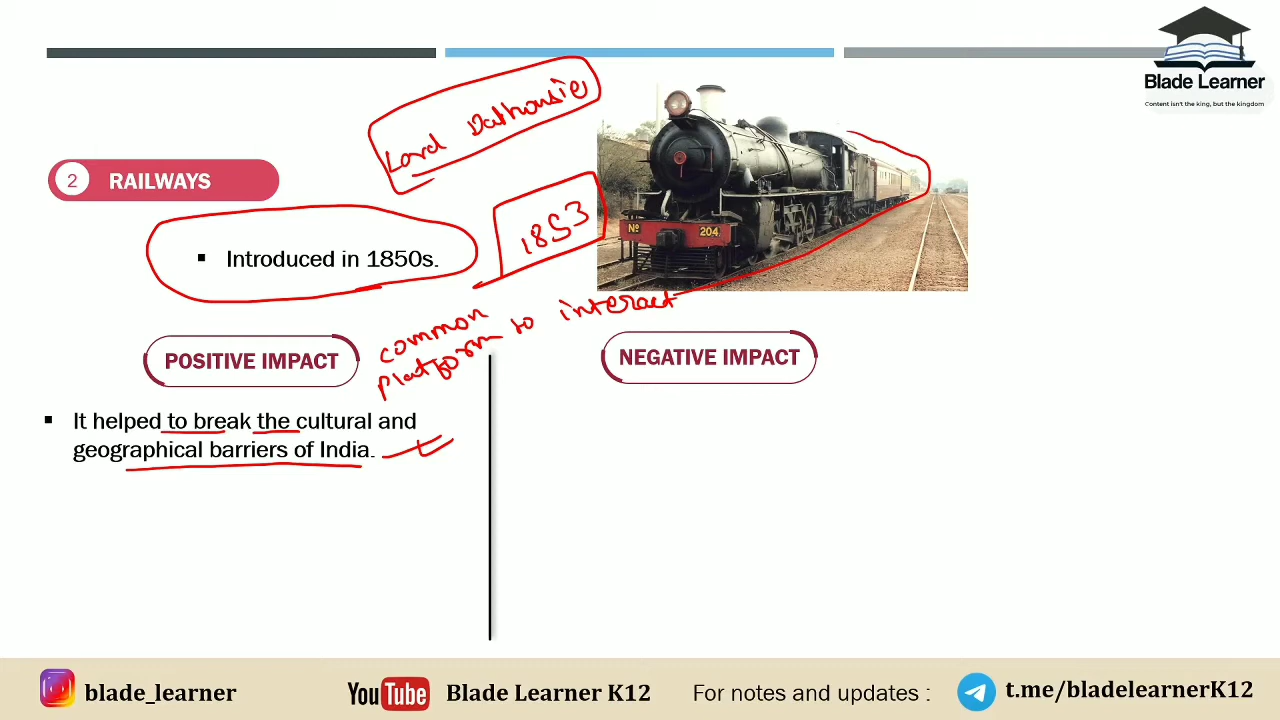 Blade Learner
Content isn't the king, but the kingdom
Lord Dalhousie
2 RAILWAYS
1853
▪ Introduced in 1850s.
Nº 204.
common
platform to interact
POSITIVE IMPACT
NEGATIVE IMPACT
▪ It helped to break the cultural and
geographical barriers of India.
blade_learner
YouTube Blade Learner K12
For notes and updates :
t.me/bladelearnerK12